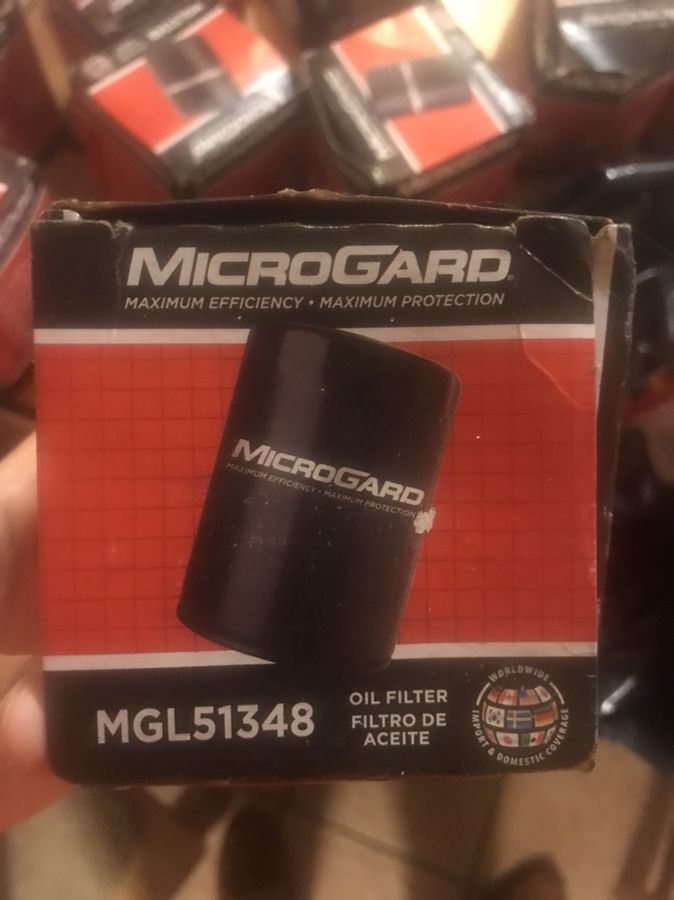 MICROGARD
MAXIMUM EFFICIENCY • MAXIMUM PROTECTION
MICROGARD
MAXIMUM EFFICIENCY • MAXIMUM PROTECTION
MGL51348
OIL FILTER
FILTRO DE
ACEITE
WORLDWIDE
IMPORT & DOMESTIC COVERAGE
MICROGARD